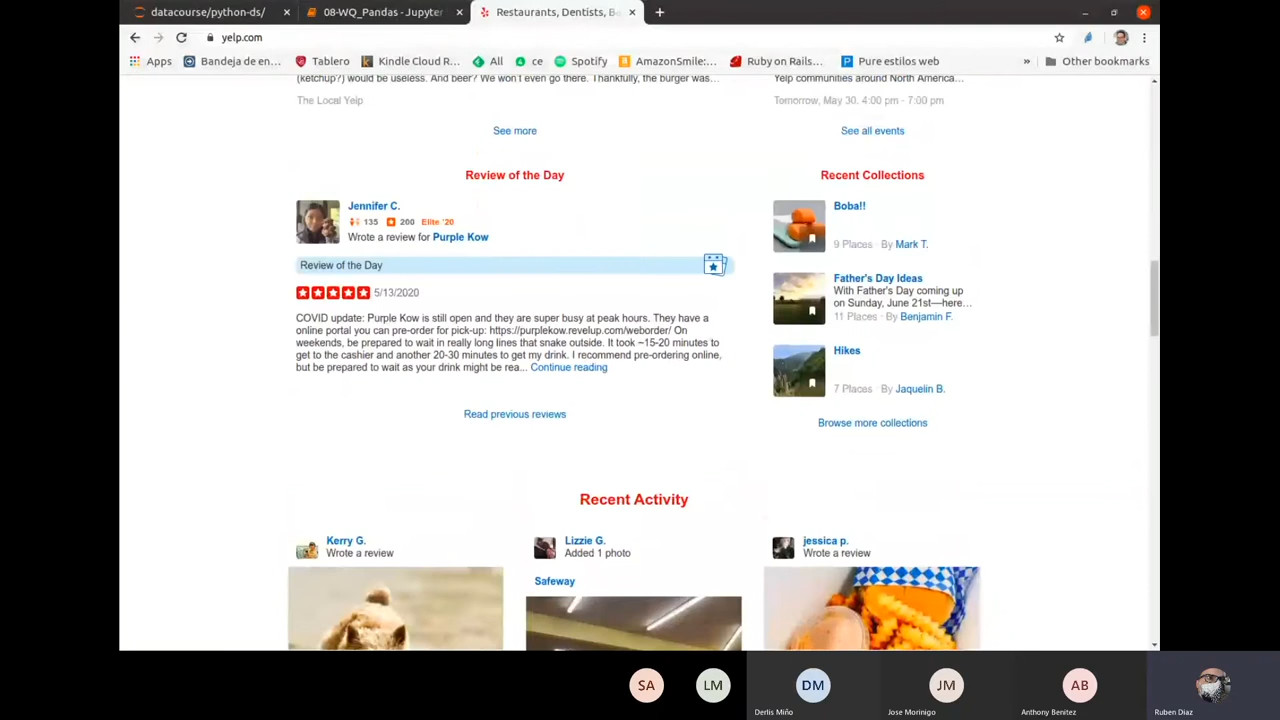 datacourse/python-ds/
08-WQ_Pandas - Jupyter
Restaurants, Dentists, B
yelp.com
Apps
Bandeja de en...
Tablero
Kindle Cloud R...
All
ce
Spotify
AmazonSmile:...
Ruby on Rails...
Pure estilos web
»
Other bookmarks
(ketchup?) would be useless. And beer? We won't even go there. Thankfully, the burger was...
The Local Yelp
See more
Yelp communities around North America...
Tomorrow, May 30, 4:00 pm - 7:00 pm
See all events
Review of the Day
Jennifer C.
135 200 Elite '20
Wrote a review for Purple Kow
Review of the Day
5/13/2020
COVID update: Purple Kow is still open and they are super busy at peak hours. They have a
online portal you can pre-order for pick-up: https://purplekow.revelup.com/weborder/ On
weekends, be prepared to wait in really long lines that snake outside. It took ~15-20 minutes to
get to the cashier and another 20-30 minutes to get my drink. I recommend pre-ordering online,
but be prepared to wait as your drink might be rea... Continue reading
Read previous reviews
Recent Collections
Boba!!
9 Places · By Mark T.
Father's Day Ideas
With Father's Day coming up
on Sunday, June 21st—here...
11 Places · By Benjamin F.
Hikes
7 Places · By Jaquelin B.
Browse more collections
Recent Activity
Kerry G.
Wrote a review
Lizzie G.
Added 1 photo
Safeway
jessica p.
Wrote a review
SA
LM
DM
Derlis Miño
JM
Jose Morinigo
AB
Anthony Benitez
Ruben Diaz